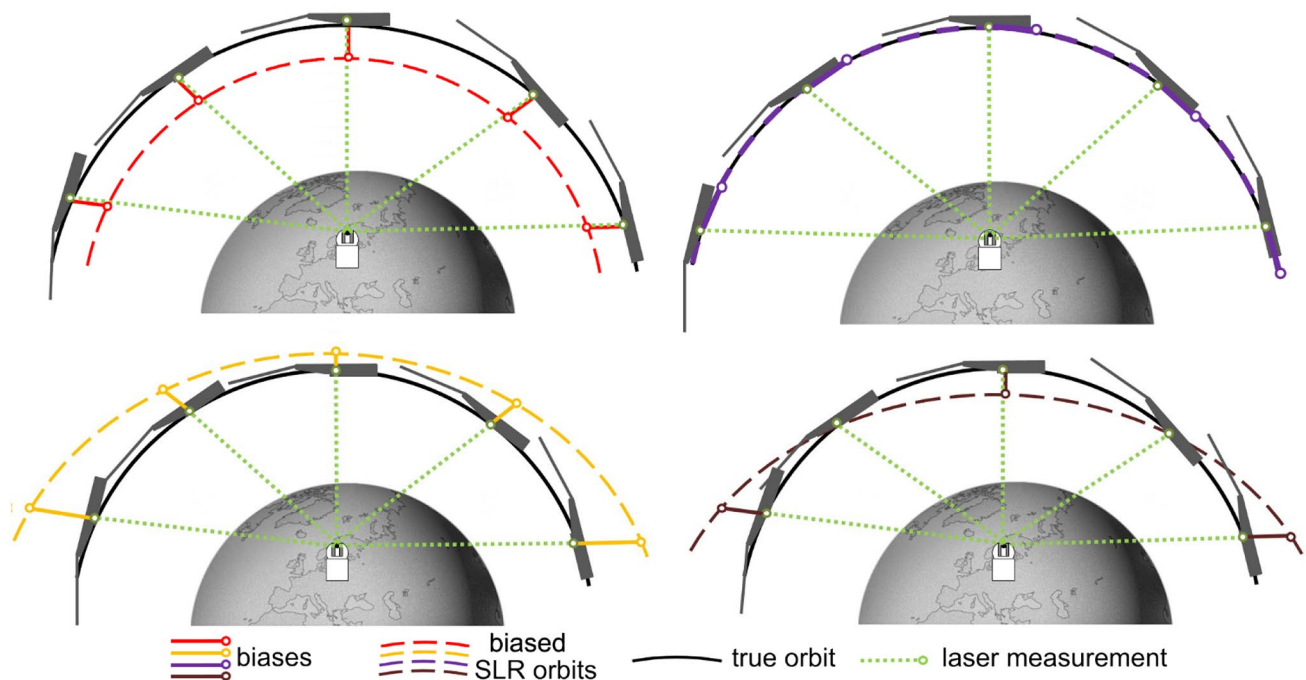 biases
biased
SLR orbits
true orbit
laser measurement